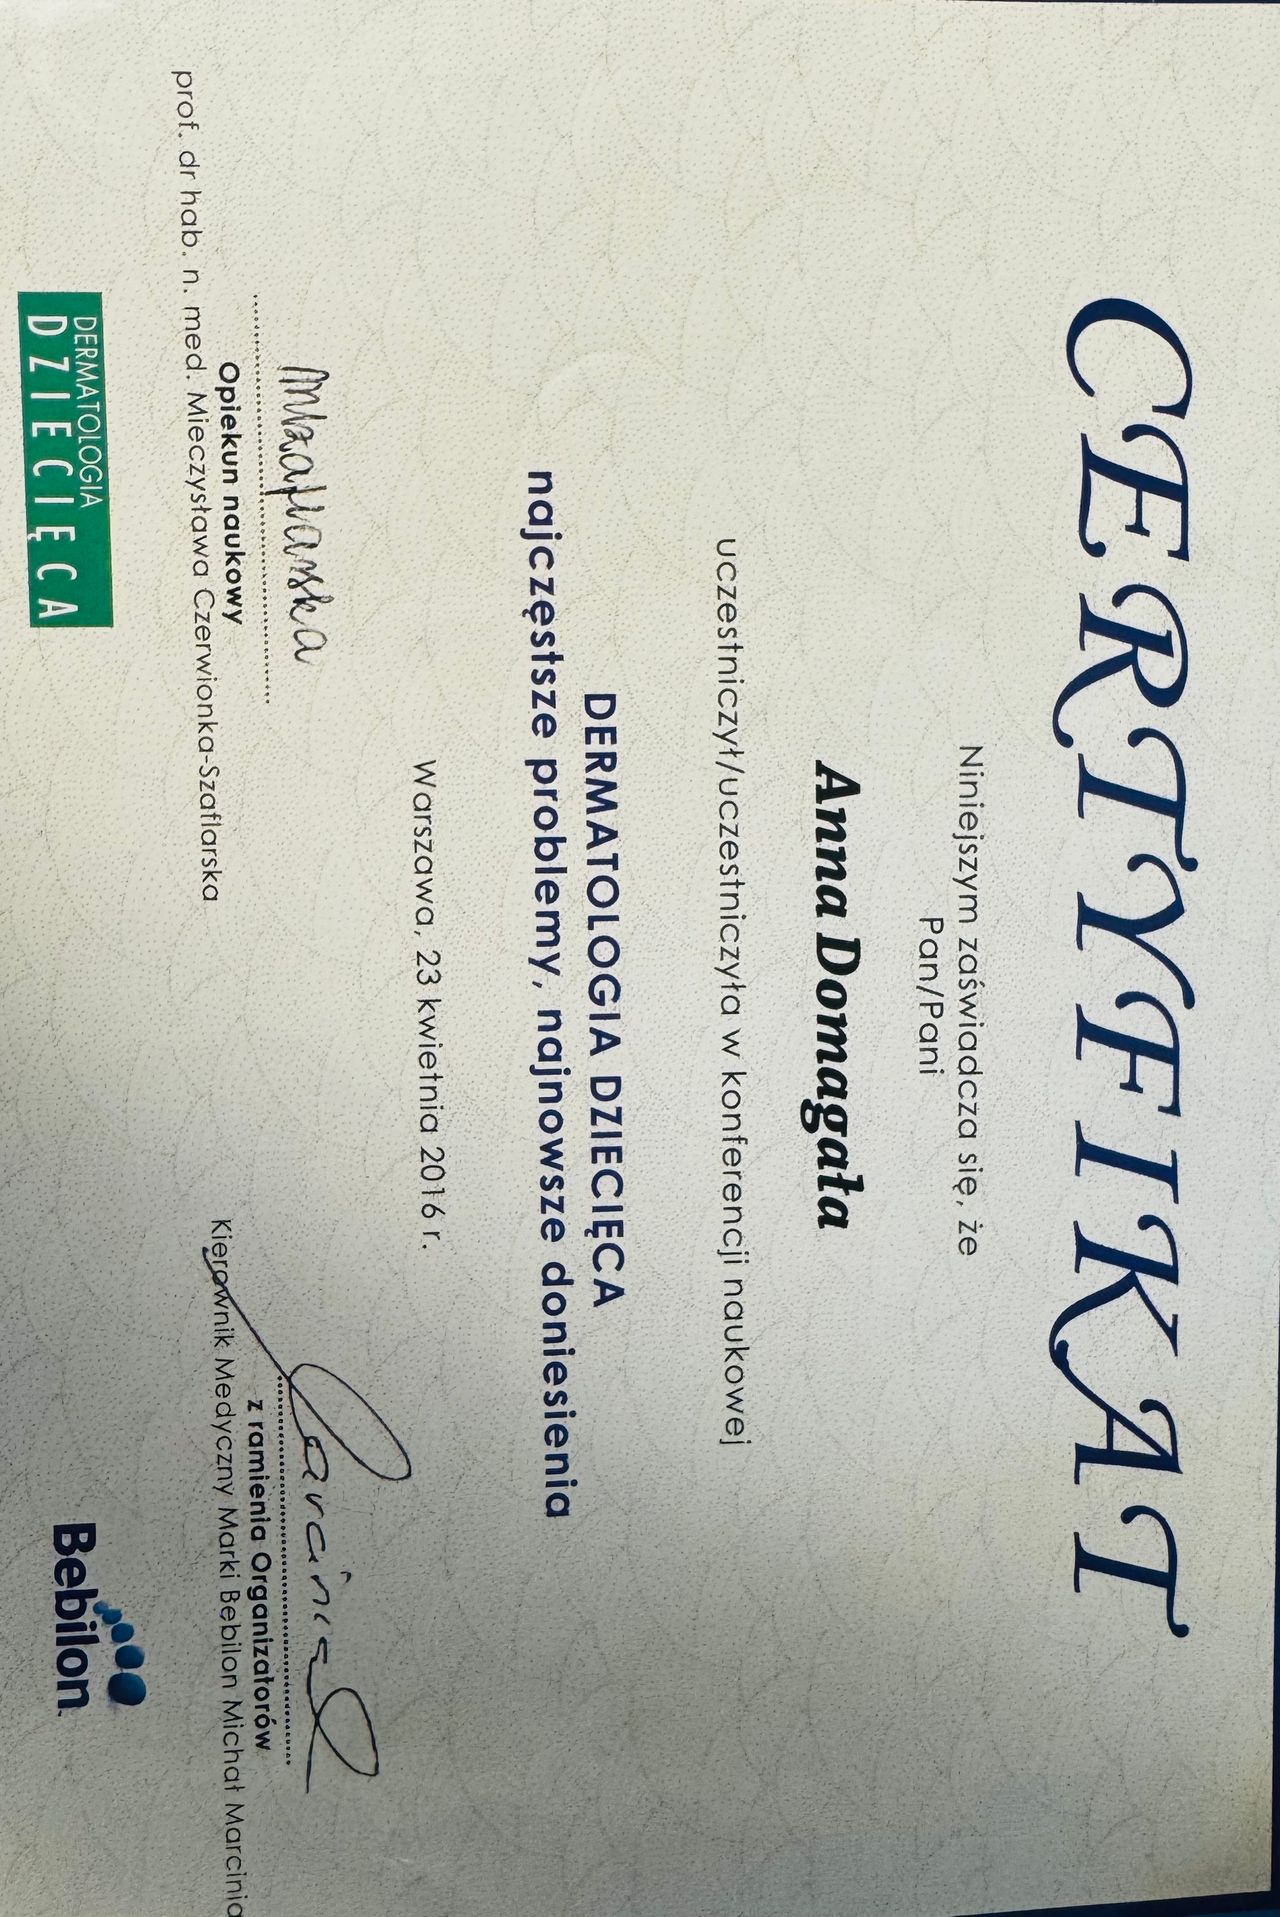 CERTYFIKAT
Niniejszym zaświadcza się, że
Pan/Pani
Anna Domagała
uczestniczył/uczestniczyła w konferencji naukowej
DERMATOLOGIA DZIECIĘCA
najczęstsze problemy, najnowsze doniesienia
Warszawa, 23 kwietnia 2016 r.
Opiekun naukowy
prof. dr hab. n. med. Mieczysława Czerwionka-Szaflarska
z ramienia Organizatorów
Kierownik Medyczny Marki Bebilon Michał Marcinia
DERMATOLOGIA
DZIECIĘCA
Bebilon